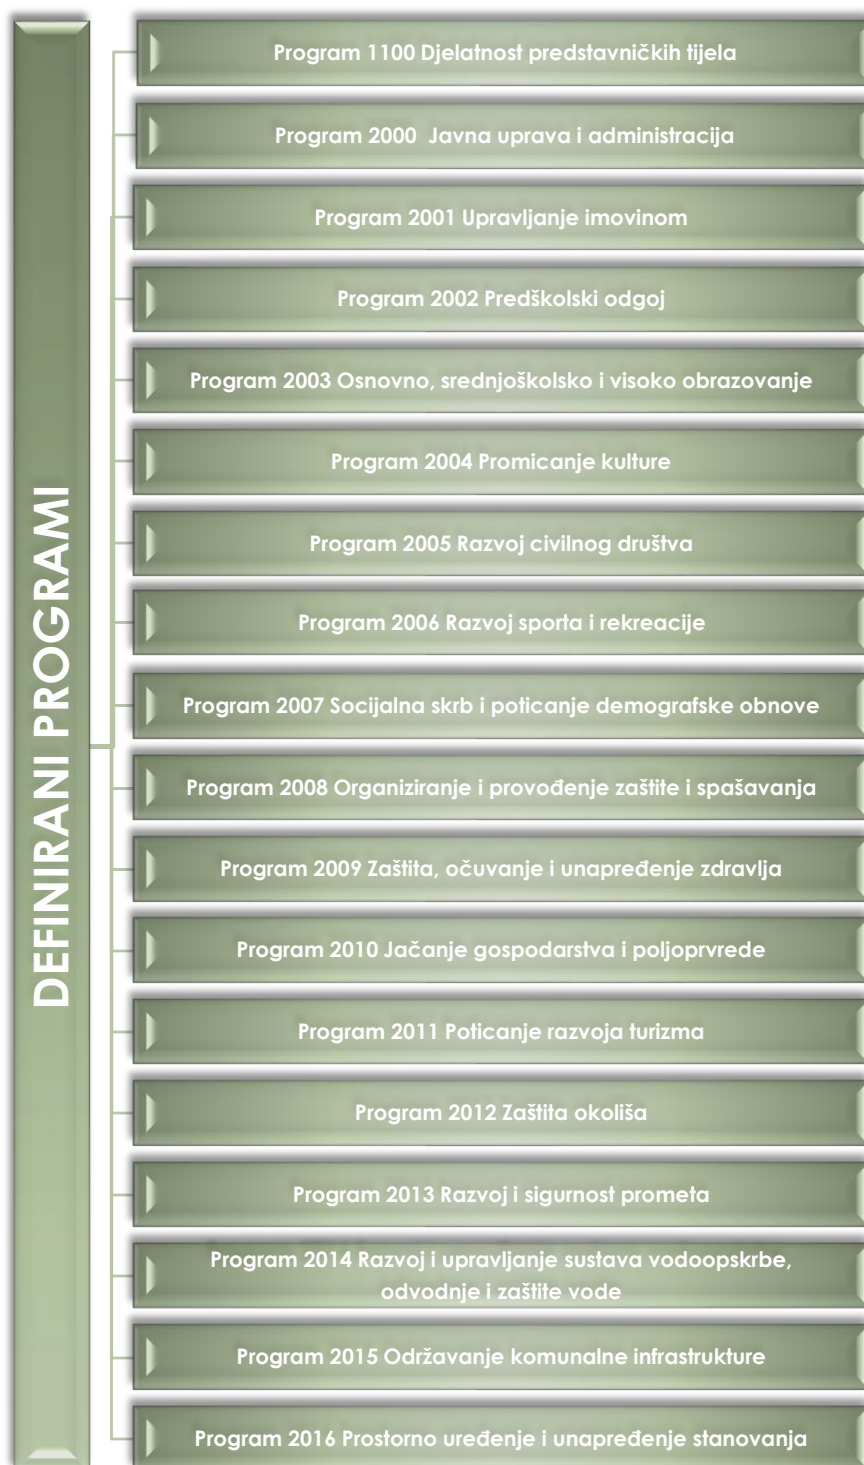 DEFINIRANI PROGRAMI
Program 1100 Djelatnost predstavničkih tijela
Program 2000 Javna uprava i administracija
Program 2001 Upravljanje imovinom
Program 2002 Predškolski odgoj
Program 2003 Osnovno, srednjoškolsko i visoko obrazovanje
Program 2004 Promicanje kulture
Program 2005 Razvoj civilnog društva
Program 2006 Razvoj sporta i rekreacije
Program 2007 Socijalna skrb i poticanje demografske obnove
Program 2008 Organiziranje i provođenje zaštite i spašavanja
Program 2009 Zaštita, očuvanje i unapređenje zdravlja
Program 2010 Jačanje gospodarstva i poljoprvrede
Program 2011 Poticanje razvoja turizma
Program 2012 Zaštita okoliša
Program 2013 Razvoj i sigurnost prometa
Program 2014 Razvoj i upravljanje sustava vodoopskrbe,
odvodnje i zaštite vode
Program 2015 Održavanje komunalne infrastrukture
Program 2016 Prostorno uređenje i unapređenje stanovanja